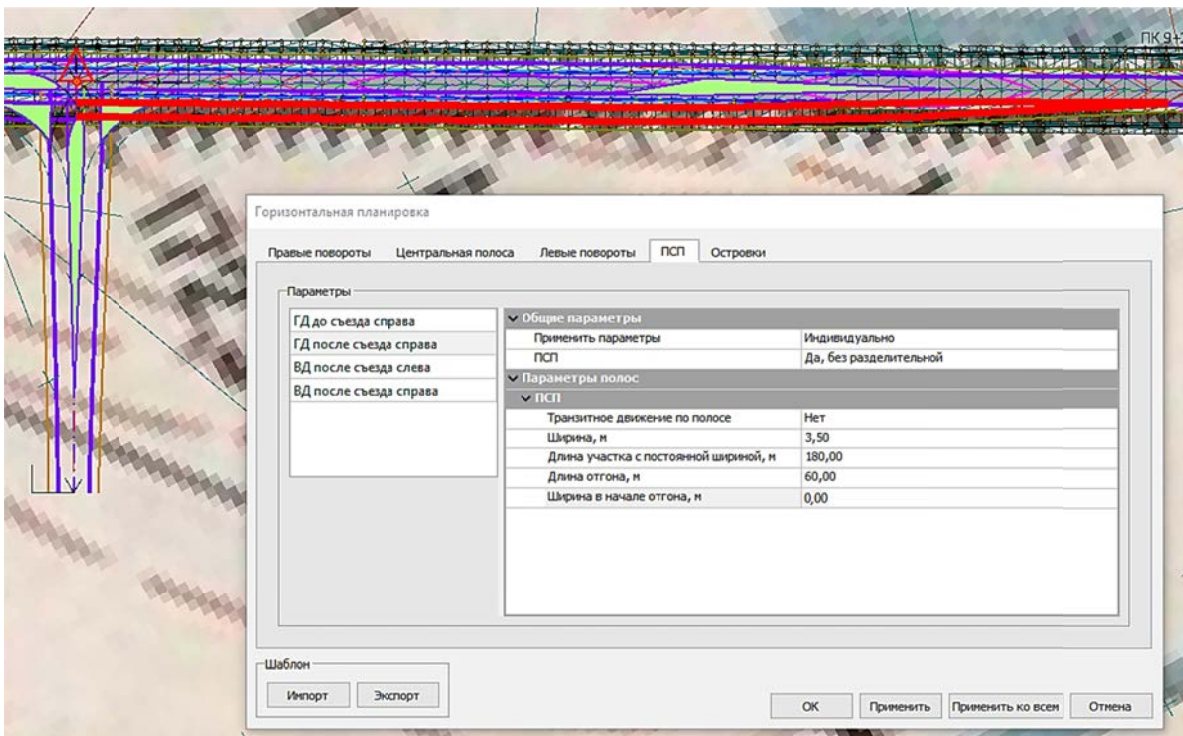 ПК 9+
Горизонтальная планировка
Правые повороты Центральная полоса Левые повороты ПСП Островки
Параметры
ГД до съезда справа
ГД после съезда справа
ВД после съезда слева
ВД после съезда справа
Общие параметры
Применить параметры Индивидуально
ПСП Да, без разделительной
Параметры полос
ПСП
Транзитное движение по полосе Нет
Ширина, м 3,50
Длина участка с постоянной шириной, м 180,00
Длина отгона, м 60,00
Ширина в начале отгона, м 0,00
Шаблон
Импорт Экспорт
ОК Применить Применить ко всем Отмена